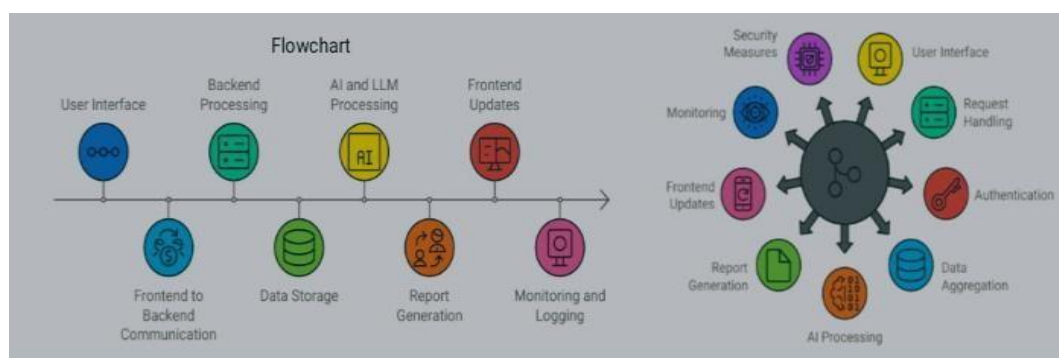 Flowchart
User Interface
Backend
Processing
AI and LLM
Processing
Frontend
Updates
AI
Frontend to
Backend
Communication
Data Storage
Report
Generation
Monitoring and
Logging
Security
Measures
User Interface
Monitoring
Request
Handling
Frontend
Updates
Authentication
Report
Generation
Data
Aggregation
AI Processing